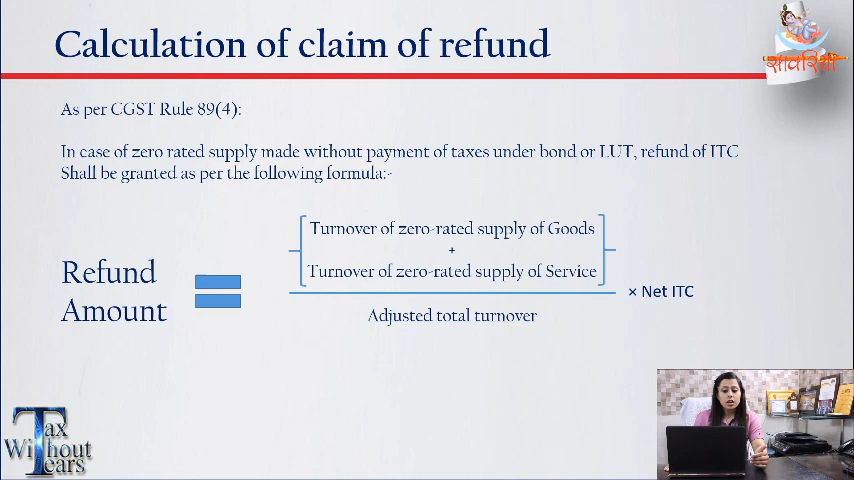 Calculation of claim of refund
सावरिया
As per CGST Rule 89(4):
In case of zero rated supply made without payment of taxes under bond or LUT, refund of ITC
Shall be granted as per the following formula:-
Refund
Amount
Turnover of zero-rated supply of Goods
+
Turnover of zero-rated supply of Service
Adjusted total turnover
× Net ITC
Tax
Without
Tears